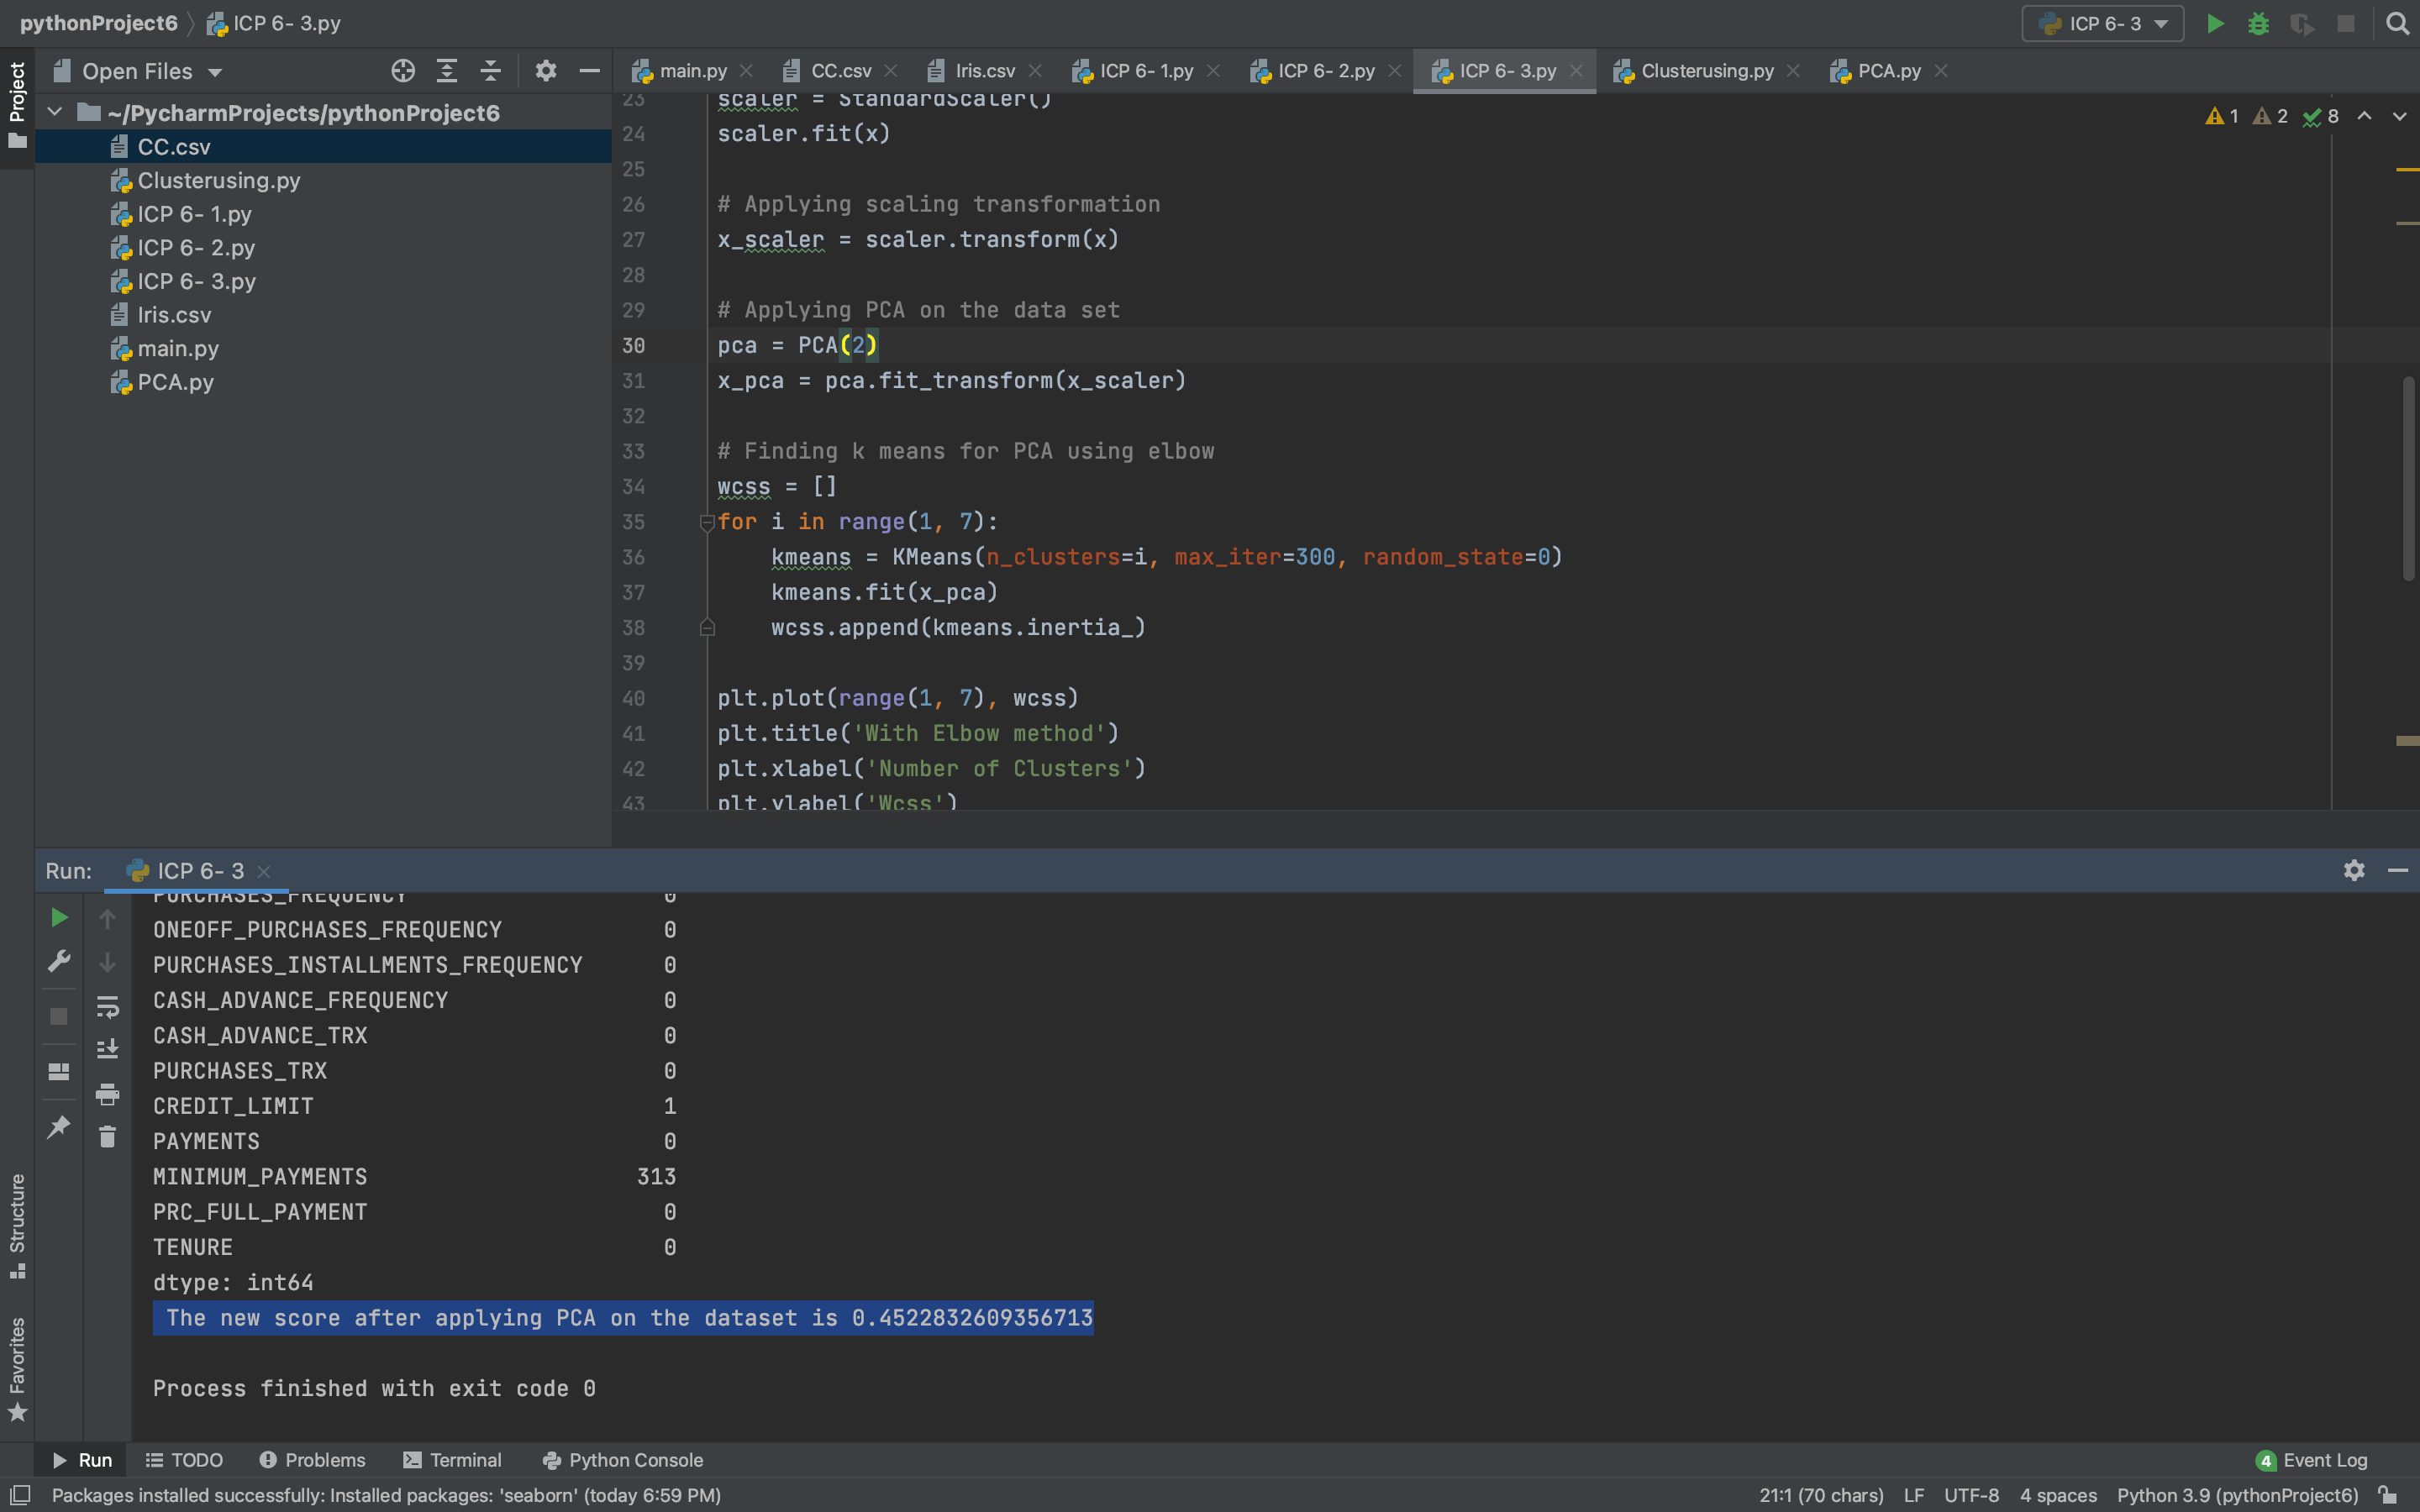 pythonProject6 ICP 6- 3.py ICP 6- 3
Project
Open Files
main.py CC.csv Iris.csv ICP 6- 1.py ICP 6- 2.py ICP 6- 3.py Clusterusing.py PCA.py
~/PycharmProjects/pythonProject6
CC.csv
Clusterusing.py
ICP 6- 1.py
ICP 6- 2.py
ICP 6- 3.py
Iris.csv
main.py
PCA.py
1 2 8
23 scaler = StandardScaler()
24 scaler.fit(x)
25
26 # Applying scaling transformation
27 x_scaler = scaler.transform(x)
28
29 # Applying PCA on the data set
30 pca = PCA(2)
31 x_pca = pca.fit_transform(x_scaler)
32
33 # Finding k means for PCA using elbow
34 wcss = []
35 for i in range(1, 7):
36 kmeans = KMeans(n_clusters=i, max_iter=300, random_state=0)
37 kmeans.fit(x_pca)
38 wcss.append(kmeans.inertia_)
39
40 plt.plot(range(1, 7), wcss)
41 plt.title('With Elbow method')
42 plt.xlabel('Number of Clusters')
43 plt.ylabel('Wcss')
Run: ICP 6- 3
PURCHASES_FREQUENCY 0
ONEOFF_PURCHASES_FREQUENCY 0
PURCHASES_INSTALLMENTS_FREQUENCY 0
CASH_ADVANCE_FREQUENCY 0
CASH_ADVANCE_TRX 0
PURCHASES_TRX 0
CREDIT_LIMIT 1
PAYMENTS 0
MINIMUM_PAYMENTS 313
PRC_FULL_PAYMENT 0
TENURE 0
dtype: int64
The new score after applying PCA on the dataset is 0.4522832609356713
Process finished with exit code 0
Structure
Favorites
Run TODO Problems Terminal Python Console 4 Event Log
Packages installed successfully: Installed packages: 'seaborn' (today 6:59 PM) 21:1 (70 chars) LF UTF-8 4 spaces Python 3.9 (pythonProject6)